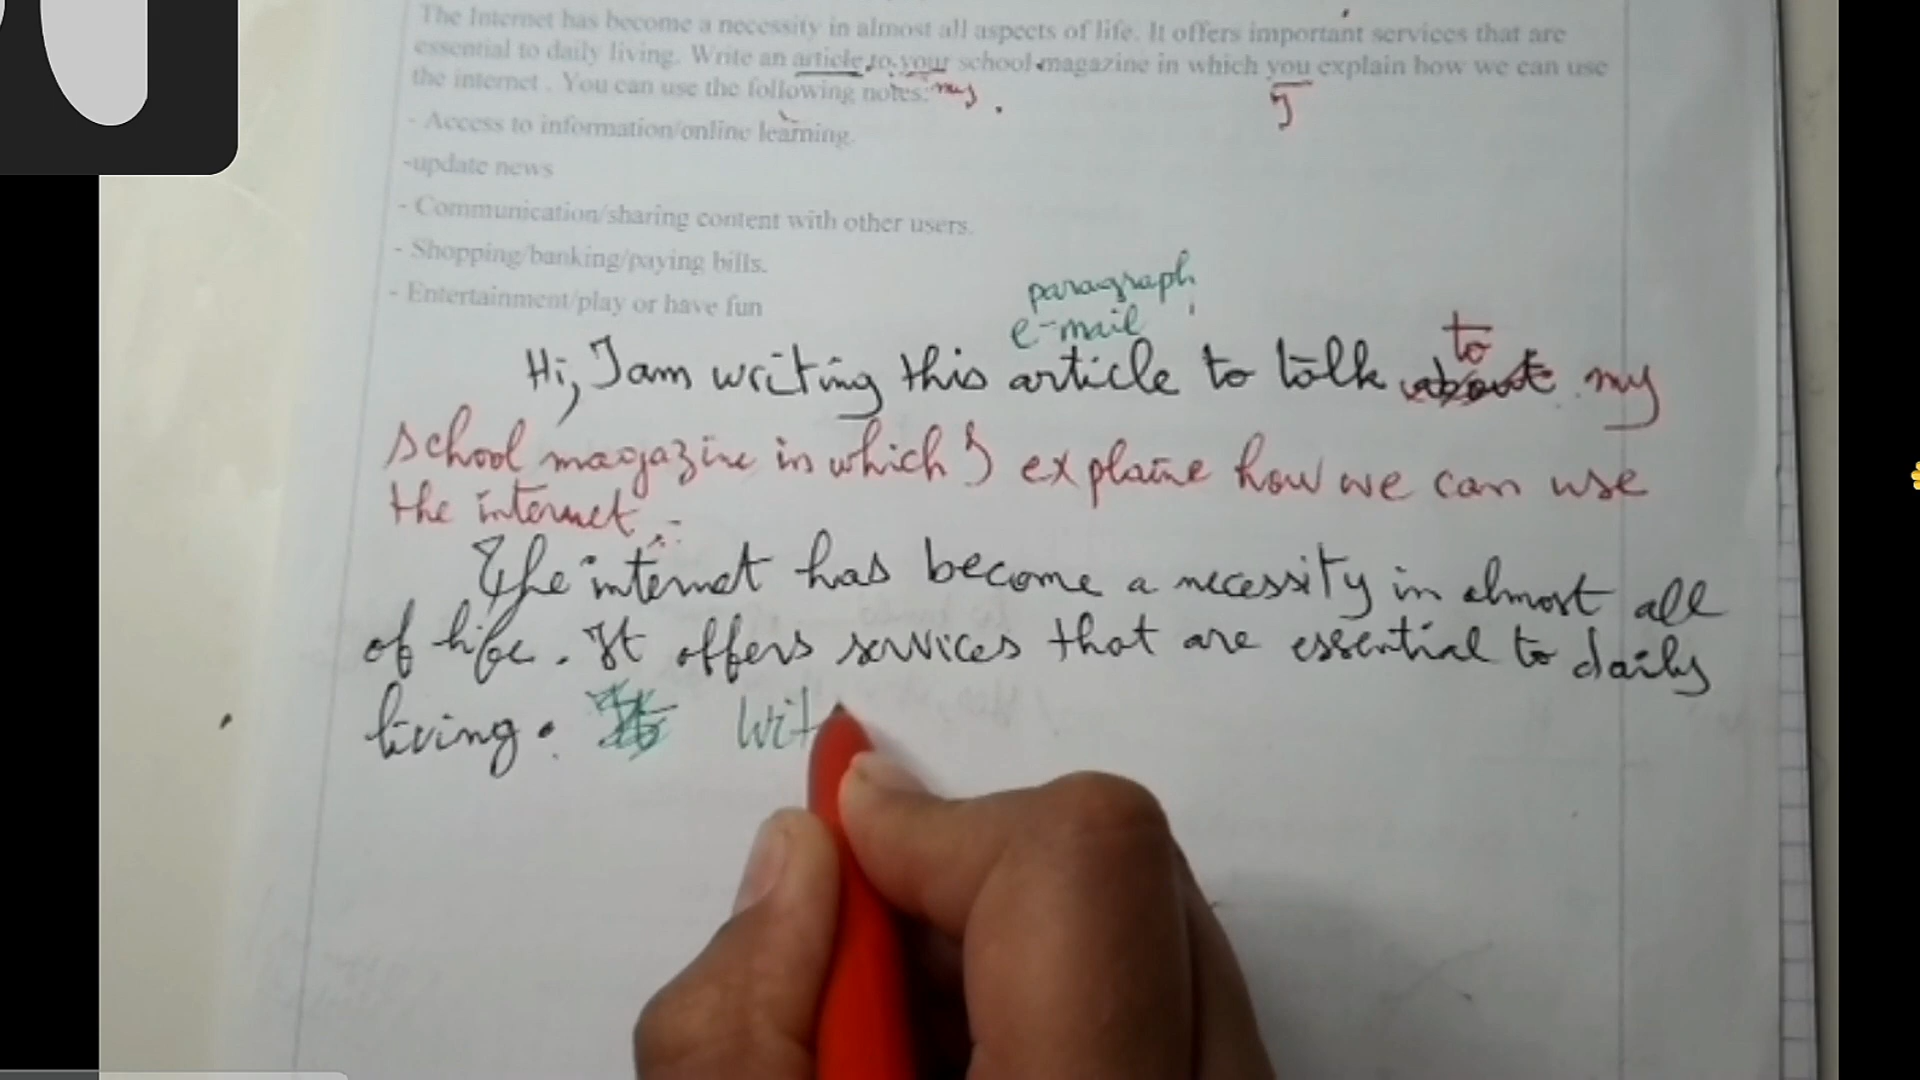 The Internet has become a necessity in almost all aspects of life. It offers important services that are
essential to daily living. Write an article to your school magazine in which you explain how we can use
the internet . You can use the following notes: my
I
- Access to information/online learning.
-update news
- Communication/sharing content with other users.
- Shopping/banking/paying bills.
- Entertainment/play or have fun
paragraph
e-mail
to
Hi, I am writing this article to talk about my
school magazine in which I explaine how we can use
the internet.
The internet has become a necessity in almost all
of life. It offers services that are essential to daily
living. It Wit